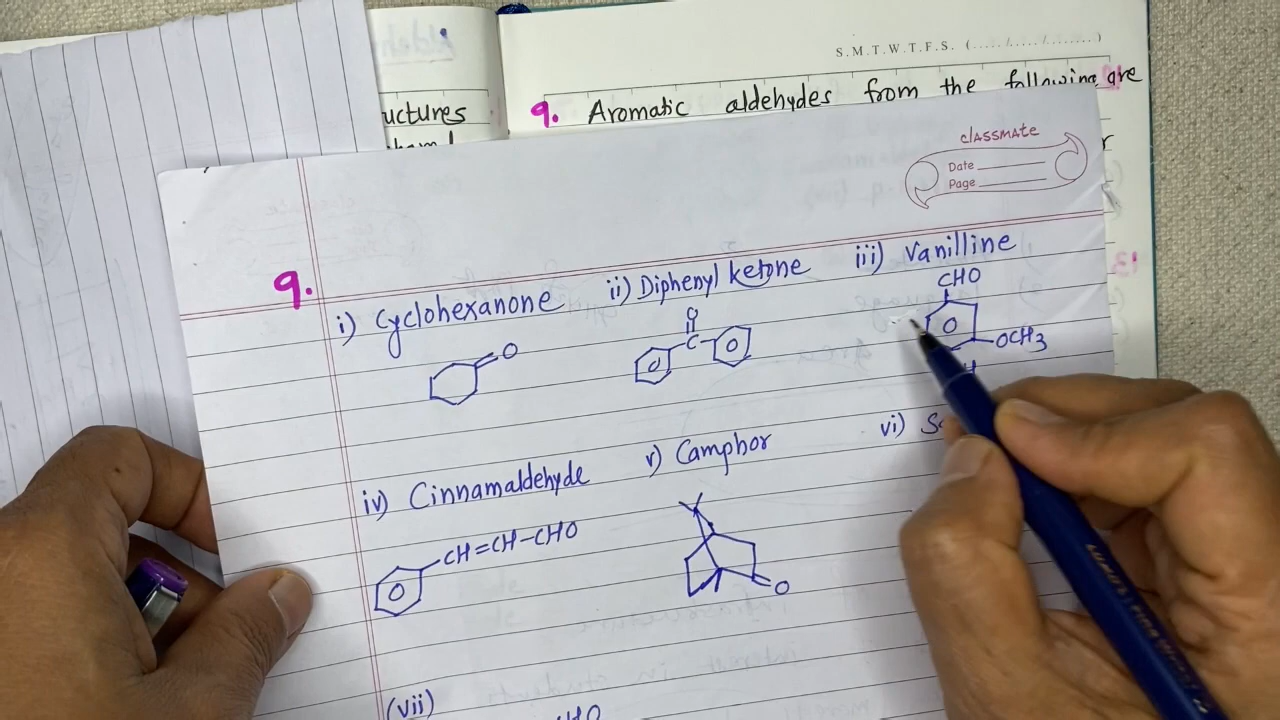 S.M.T.W.T.F.S. (...../...../........)
uctures
9. Aromatic aldehydes from the following are
classmate
Date
Page
9.
i) Cyclohexanone
ii) Diphenyl ketone
iii) Vanilline
O
O
C
CHO
OCH3
H
iv) Cinnamaldehyde
v) Camphor
vi)
CH=CH-CHO
O
(vii)